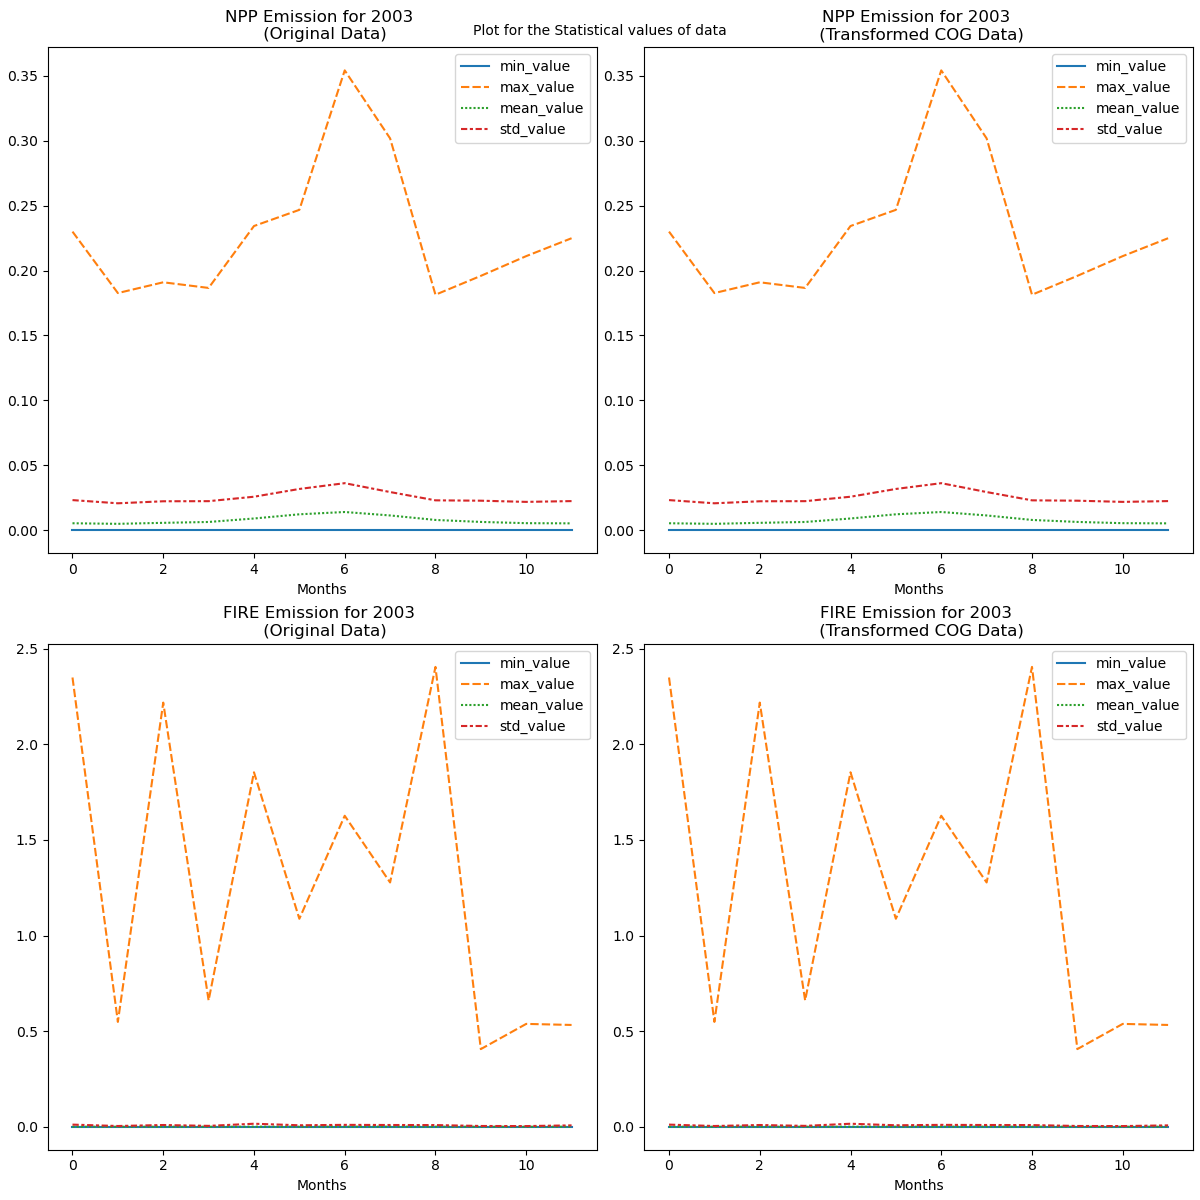 Plot for the Statistical values of data
NPP Emission for 2003
(Original Data)
0.35
0.30
0.25
0.20
0.15
0.10
0.05
0.00
min_value
max_value
mean_value
std_value
0 2 4 6 8 10
Months
NPP Emission for 2003
(Transformed COG Data)
0.35
0.30
0.25
0.20
0.15
0.10
0.05
0.00
min_value
max_value
mean_value
std_value
0 2 4 6 8 10
Months
FIRE Emission for 2003
(Original Data)
2.5
2.0
1.5
1.0
0.5
0.0
min_value
max_value
mean_value
std_value
0 2 4 6 8 10
Months
FIRE Emission for 2003
(Transformed COG Data)
2.5
2.0
1.5
1.0
0.5
0.0
min_value
max_value
mean_value
std_value
0 2 4 6 8 10
Months